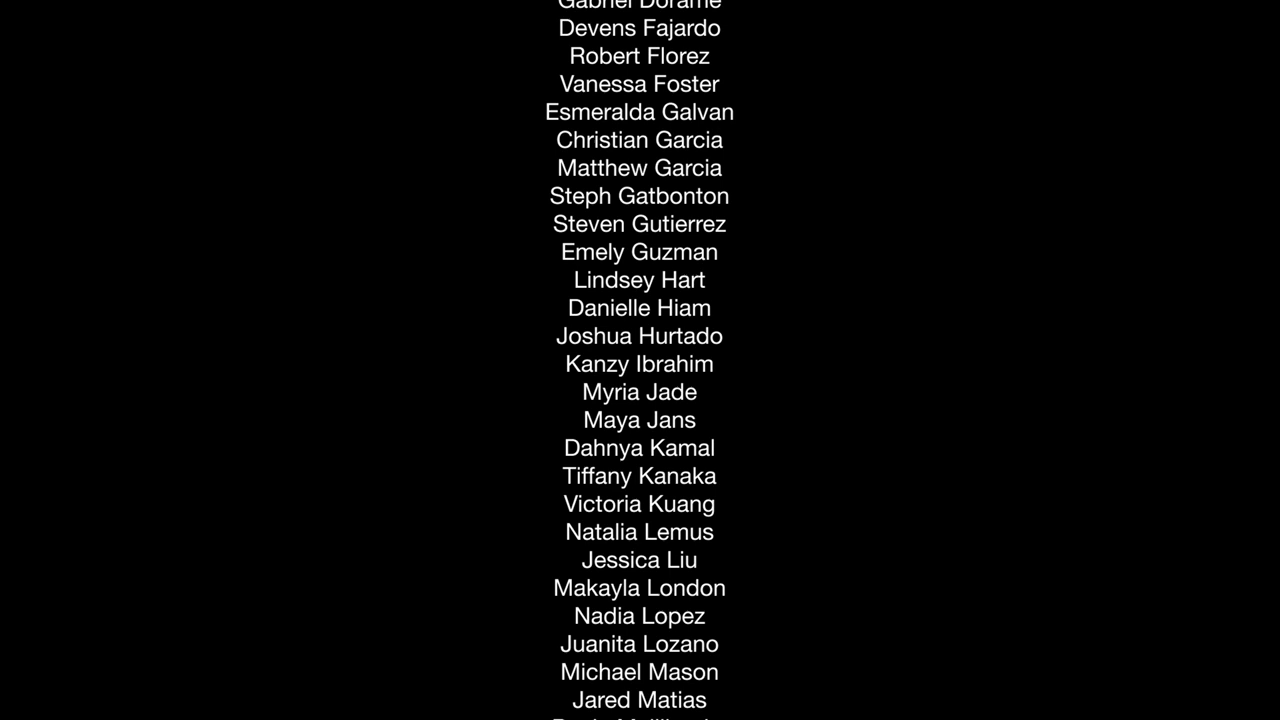 Gabriel Dorame
Devens Fajardo
Robert Florez
Vanessa Foster
Esmeralda Galvan
Christian Garcia
Matthew Garcia
Steph Gatbonton
Steven Gutierrez
Emely Guzman
Lindsey Hart
Danielle Hiam
Joshua Hurtado
Kanzy Ibrahim
Myria Jade
Maya Jans
Dahnya Kamal
Tiffany Kanaka
Victoria Kuang
Natalia Lemus
Jessica Liu
Makayla London
Nadia Lopez
Juanita Lozano
Michael Mason
Jared Matias